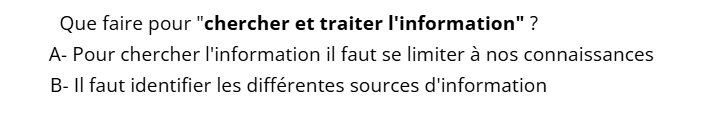 Que faire pour "chercher et traiter l'information" ?
A- Pour chercher l'information il faut se limiter à nos connaissances
B- Il faut identifier les différentes sources d'information